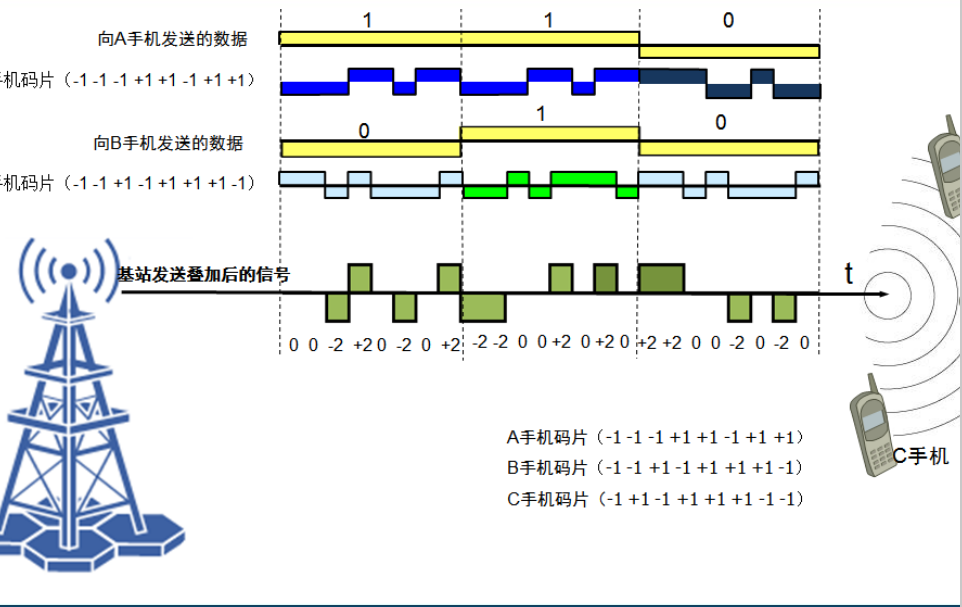 1 1 0
向A手机发送的数据
手机码片（-1 -1 -1 +1 +1 -1 +1 +1）
0 1 0
向B手机发送的数据
手机码片（-1 -1 +1 -1 +1 +1 +1 -1）
基站发送叠加后的信号
t
0 0 -2 +2 0 -2 0 +2 -2 -2 0 0 +2 0 +2 0 +2 +2 0 0 -2 0 -2 0
A手机码片（-1 -1 -1 +1 +1 -1 +1 +1）
B手机码片（-1 -1 +1 -1 +1 +1 +1 -1）
C手机码片（-1 +1 -1 +1 +1 +1 -1 -1）
C手机